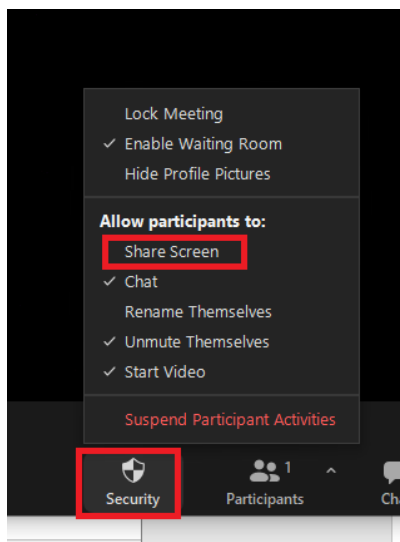 Lock Meeting
✓ Enable Waiting Room
Hide Profile Pictures
Allow participants to:
Share Screen
✓ Chat
Rename Themselves
✓ Unmute Themselves
✓ Start Video
Suspend Participant Activities
1
Security Participants